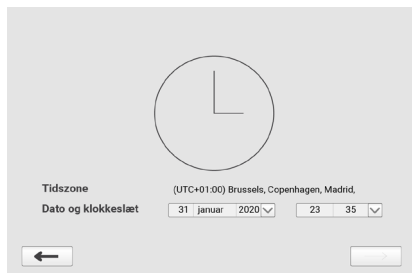 Tidszone (UTC+01:00) Brussels, Copenhagen, Madrid,
Dato og klokkeslæt 31 januar 2020 23 35